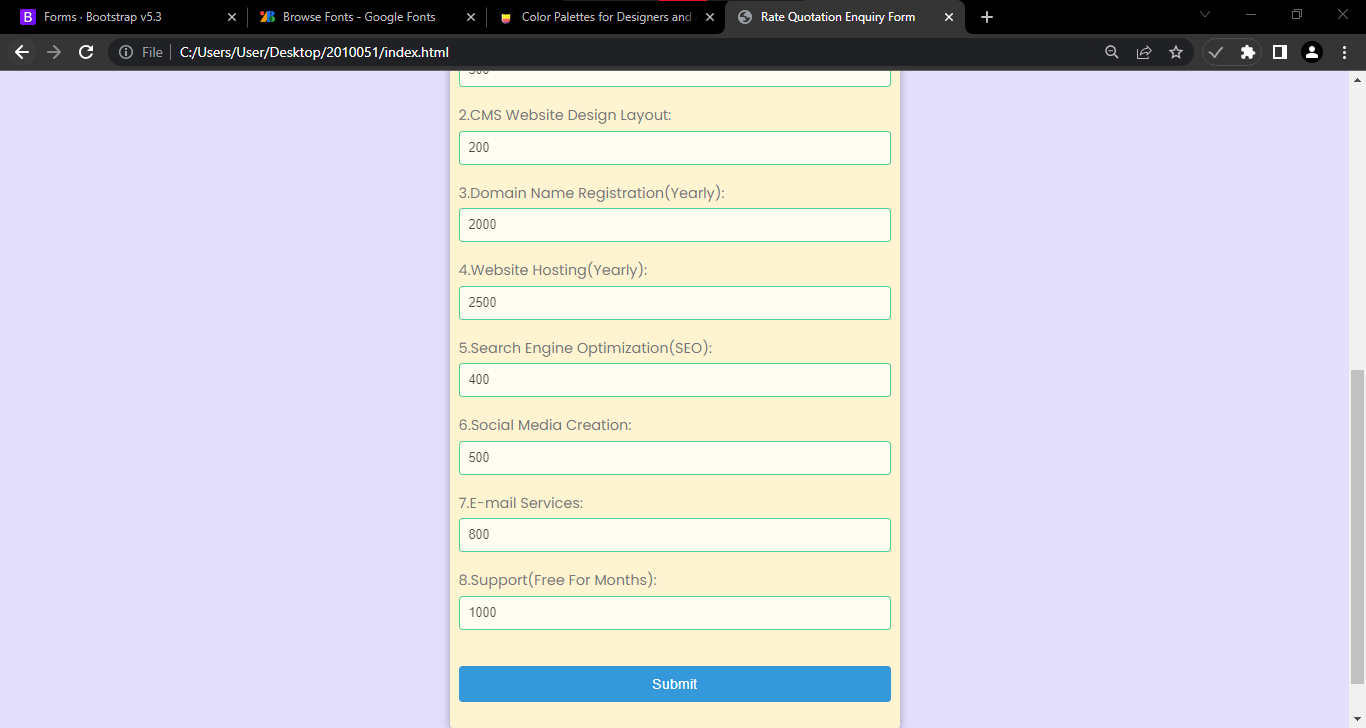 Forms · Bootstrap v5.3
Browse Fonts - Google Fonts
Color Palettes for Designers and
Rate Quotation Enquiry Form
File
C:/Users/User/Desktop/2010051/index.html
2.CMS Website Design Layout:
200
3.Domain Name Registration(Yearly):
2000
4.Website Hosting(Yearly):
2500
5.Search Engine Optimization(SEO):
400
6.Social Media Creation:
500
7.E-mail Services:
800
8.Support(Free For Months):
1000
Submit